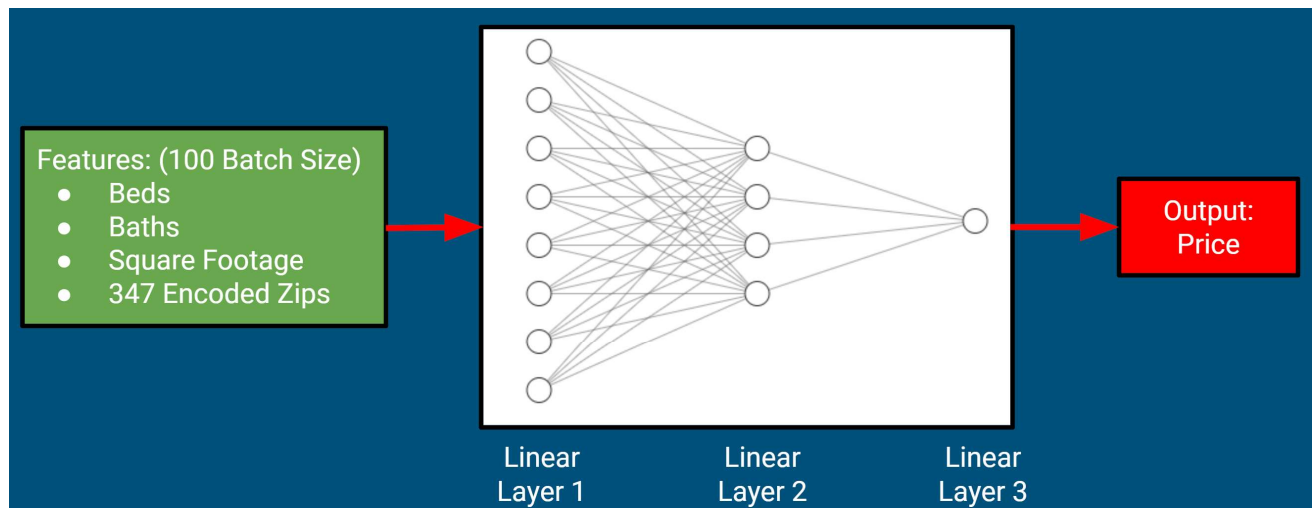 Features: (100 Batch Size)
● Beds
● Baths
● Square Footage
● 347 Encoded Zips
Output:
Price
Linear
Layer 1
Linear
Layer 2
Linear
Layer 3